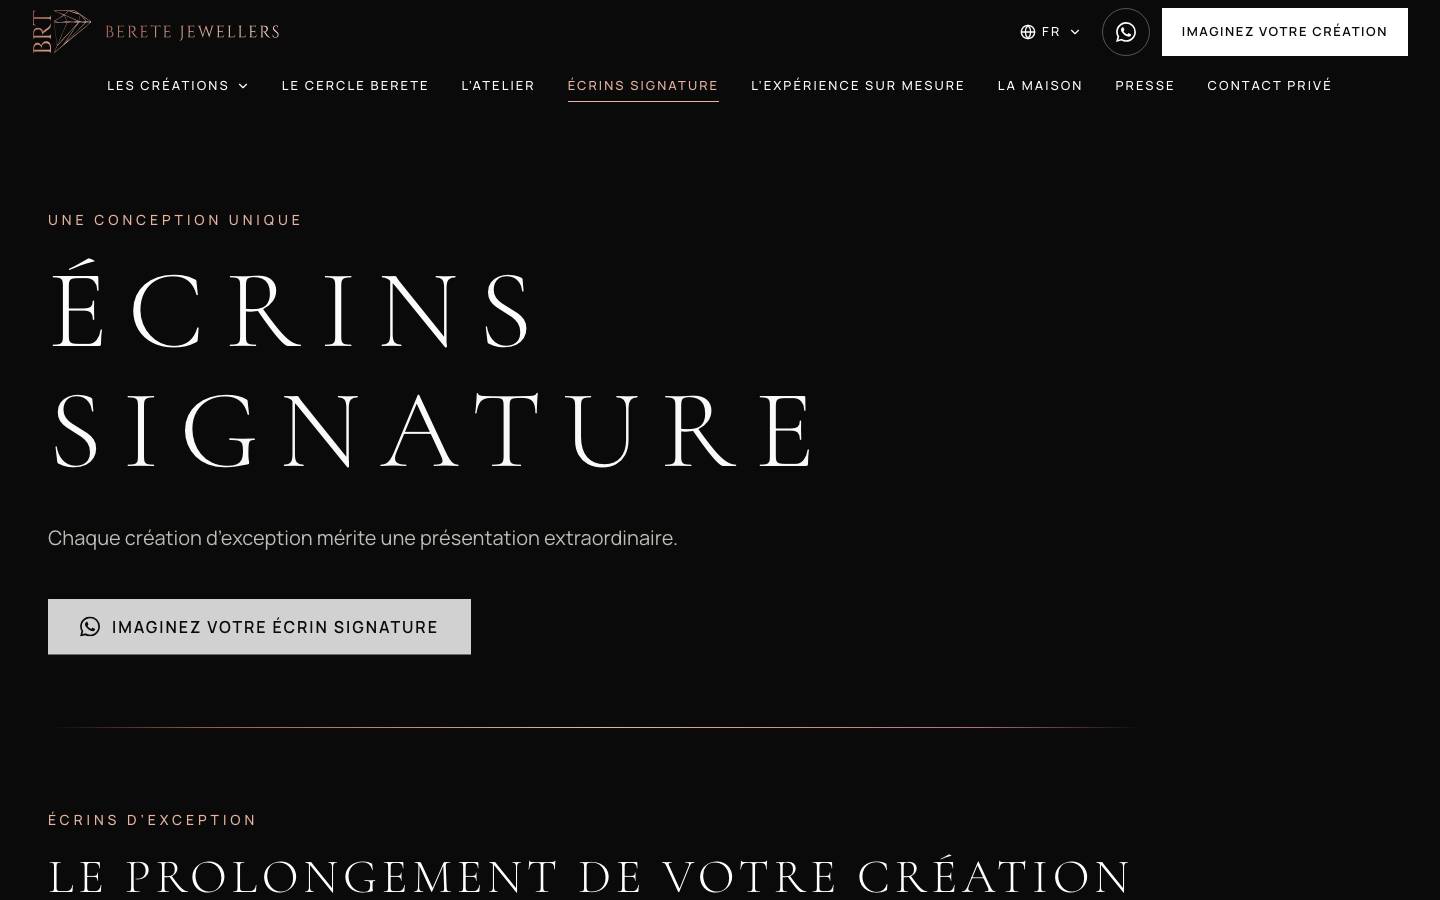 BRT BERETE JEWELLERS
FR
IMAGINEZ VOTRE CRÉATION
LES CRÉATIONS
LE CERCLE BERETE
L'ATELIER
ÉCRINS SIGNATURE
L'EXPÉRIENCE SUR MESURE
LA MAISON
PRESSE
CONTACT PRIVÉ
UNE CONCEPTION UNIQUE
ÉCRINS
SIGNATURE
Chaque création d'exception mérite une présentation extraordinaire.
IMAGINEZ VOTRE ÉCRIN SIGNATURE
ÉCRINS D'EXCEPTION
LE PROLONGEMENT DE VOTRE CRÉATION